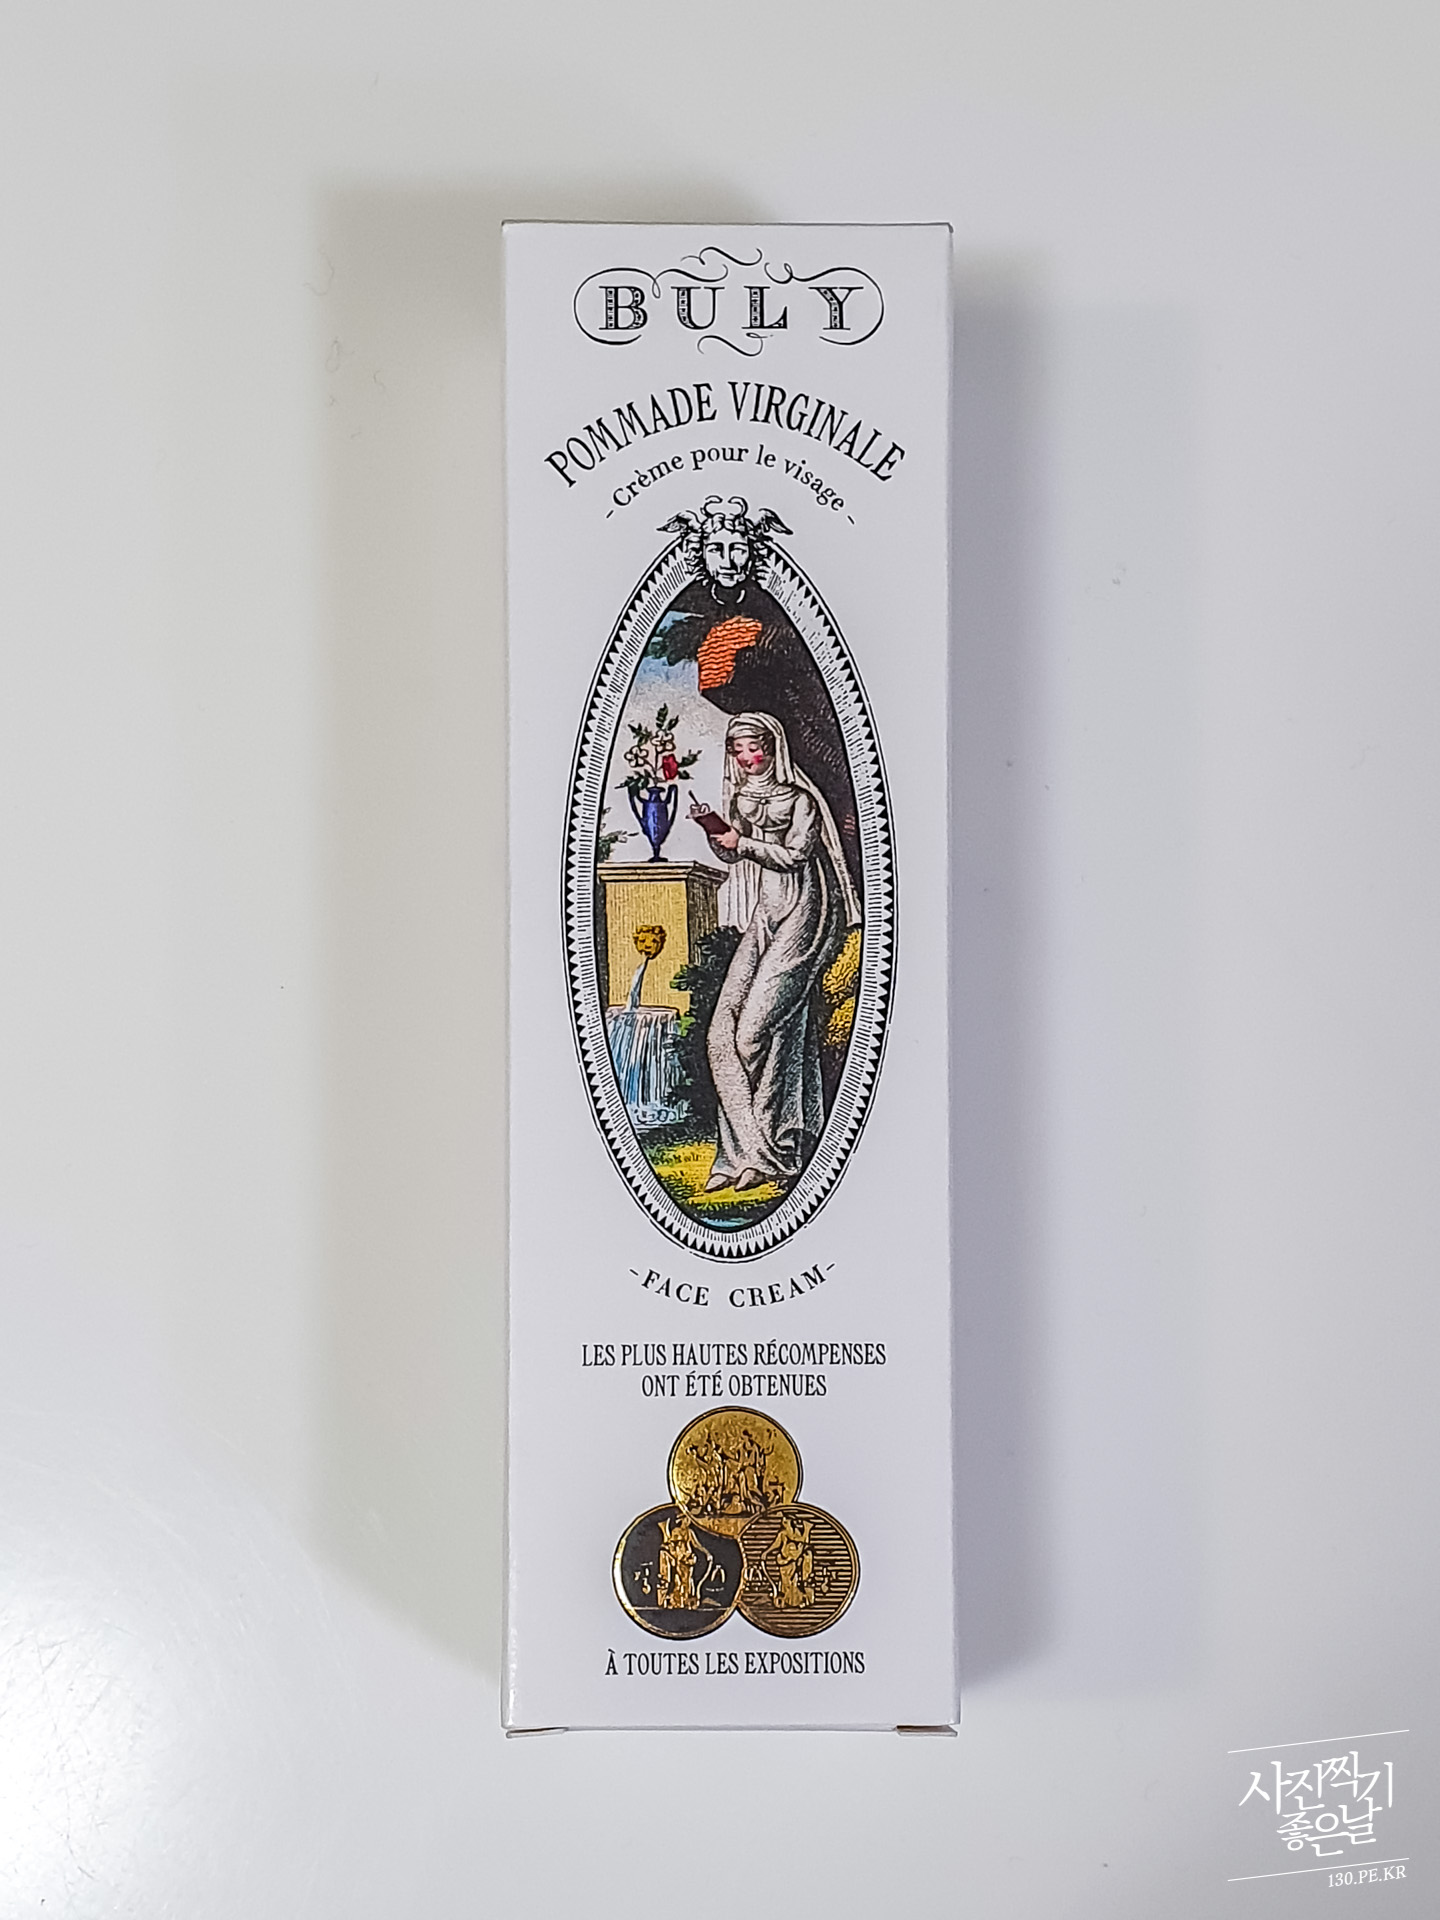 BULY
POMMADE VIRGINALE
- Crème pour le visage -
- FACE CREAM -
LES PLUS HAUTES RÉCOMPENSES
ONT ÉTÉ OBTENUES
À TOUTES LES EXPOSITIONS
사진찍기
좋은날
130.PE.KR